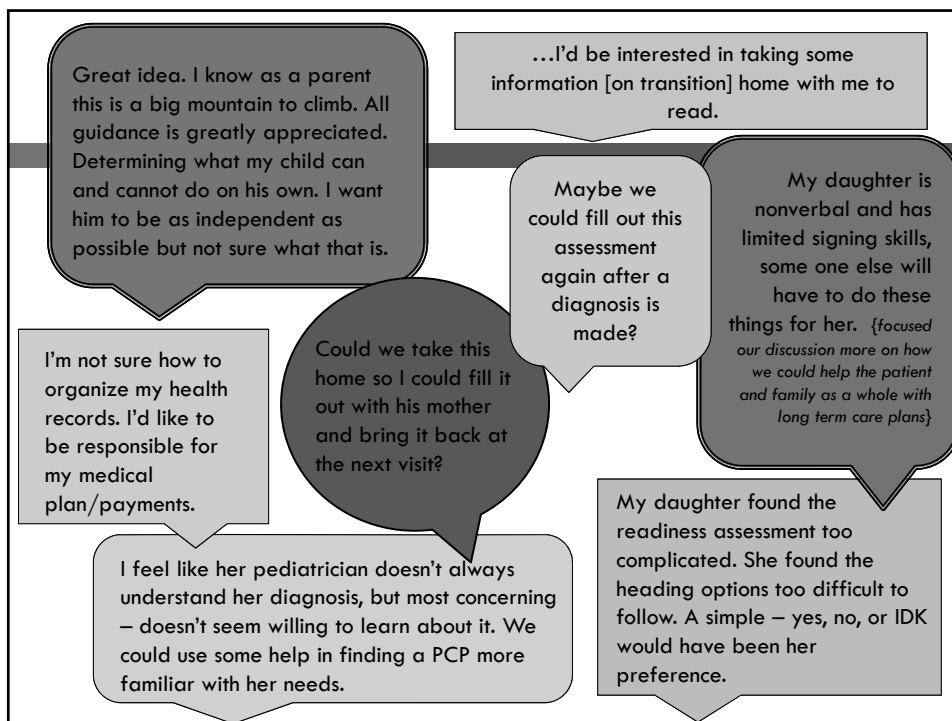 Great idea. I know as a parent
this is a big mountain to climb. All
guidance is greatly appreciated.
Determining what my child can
and cannot do on his own. I want
him to be as independent as
possible but not sure what that is.
…I'd be interested in taking some
information [on transition] home with me to
read.
Maybe we
could fill out this
assessment
again after a
diagnosis is
made?
My daughter is
nonverbal and has
limited signing skills,
some one else will
have to do these
things for her. {focused
our discussion more on how
we could help the patient
and family as a whole with
long term care plans}
I'm not sure how to
organize my health
records. I'd like to
be responsible for
my medical
plan/payments.
Could we take this
home so I could fill it
out with his mother
and bring it back at
the next visit?
My daughter found the
readiness assessment too
complicated. She found the
heading options too difficult to
follow. A simple – yes, no, or IDK
would have been her
preference.
I feel like her pediatrician doesn't always
understand her diagnosis, but most concerning
– doesn't seem willing to learn about it. We
could use some help in finding a PCP more
familiar with her needs.